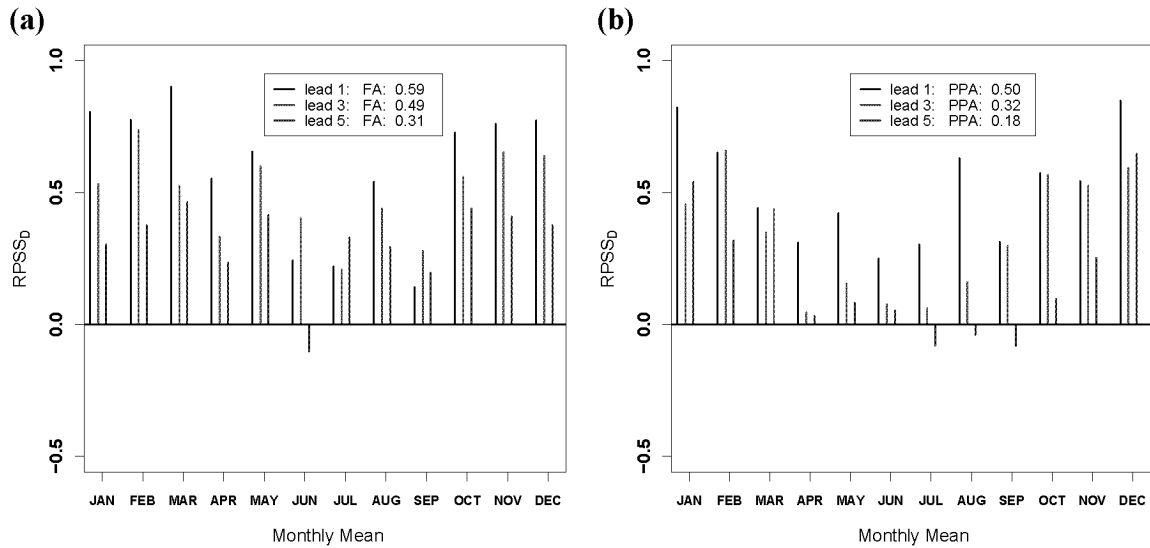 (a)
1.0
0.5
0.0
−0.5
RPSSD
lead 1: FA: 0.59
lead 3: FA: 0.49
lead 5: FA: 0.31
JAN FEB MAR APR MAY JUN JUL AUG SEP OCT NOV DEC
Monthly Mean
(b)
1.0
0.5
0.0
−0.5
RPSSD
lead 1: PPA: 0.50
lead 3: PPA: 0.32
lead 5: PPA: 0.18
JAN FEB MAR APR MAY JUN JUL AUG SEP OCT NOV DEC
Monthly Mean